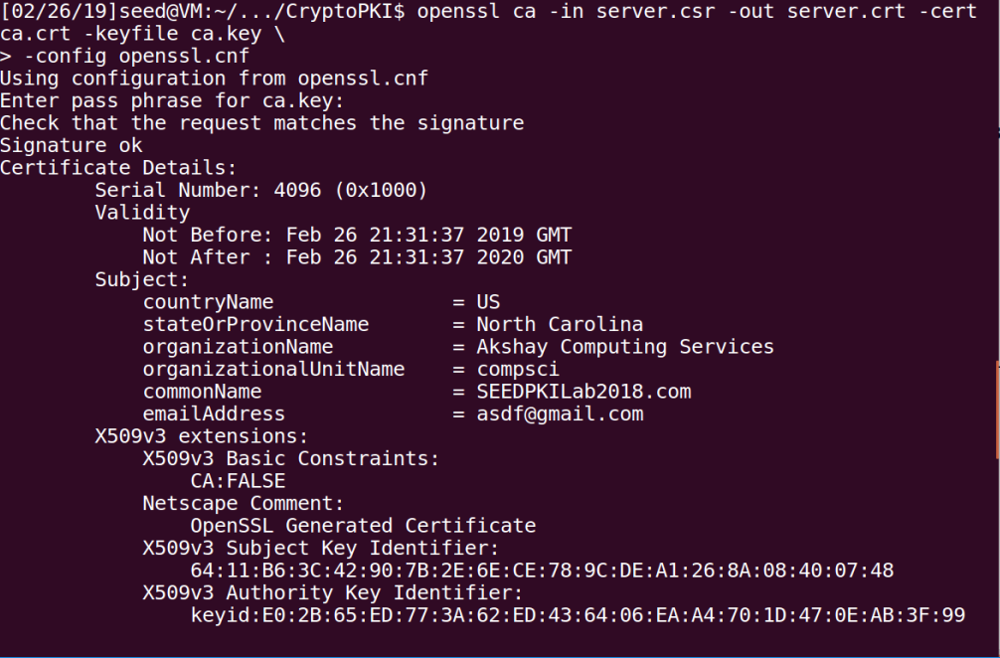 [02/26/19]seed@VM:~/.../CryptoPKI$ openssl ca -in server.csr -out server.crt -cert
ca.crt -keyfile ca.key \
> -config openssl.cnf
Using configuration from openssl.cnf
Enter pass phrase for ca.key:
Check that the request matches the signature
Signature ok
Certificate Details:
        Serial Number: 4096 (0x1000)
        Validity
            Not Before: Feb 26 21:31:37 2019 GMT
            Not After : Feb 26 21:31:37 2020 GMT
        Subject:
            countryName               = US
            stateOrProvinceName       = North Carolina
            organizationName          = Akshay Computing Services
            organizationalUnitName    = compsci
            commonName                = SEEDPKILab2018.com
            emailAddress              = asdf@gmail.com
        X509v3 extensions:
            X509v3 Basic Constraints:
                CA:FALSE
            Netscape Comment:
                OpenSSL Generated Certificate
            X509v3 Subject Key Identifier:
                64:11:B6:3C:42:90:7B:2E:6E:CE:78:9C:DE:A1:26:8A:08:40:07:48
            X509v3 Authority Key Identifier:
                keyid:E0:2B:65:ED:77:3A:62:ED:43:64:06:EA:A4:70:1D:47:0E:AB:3F:99